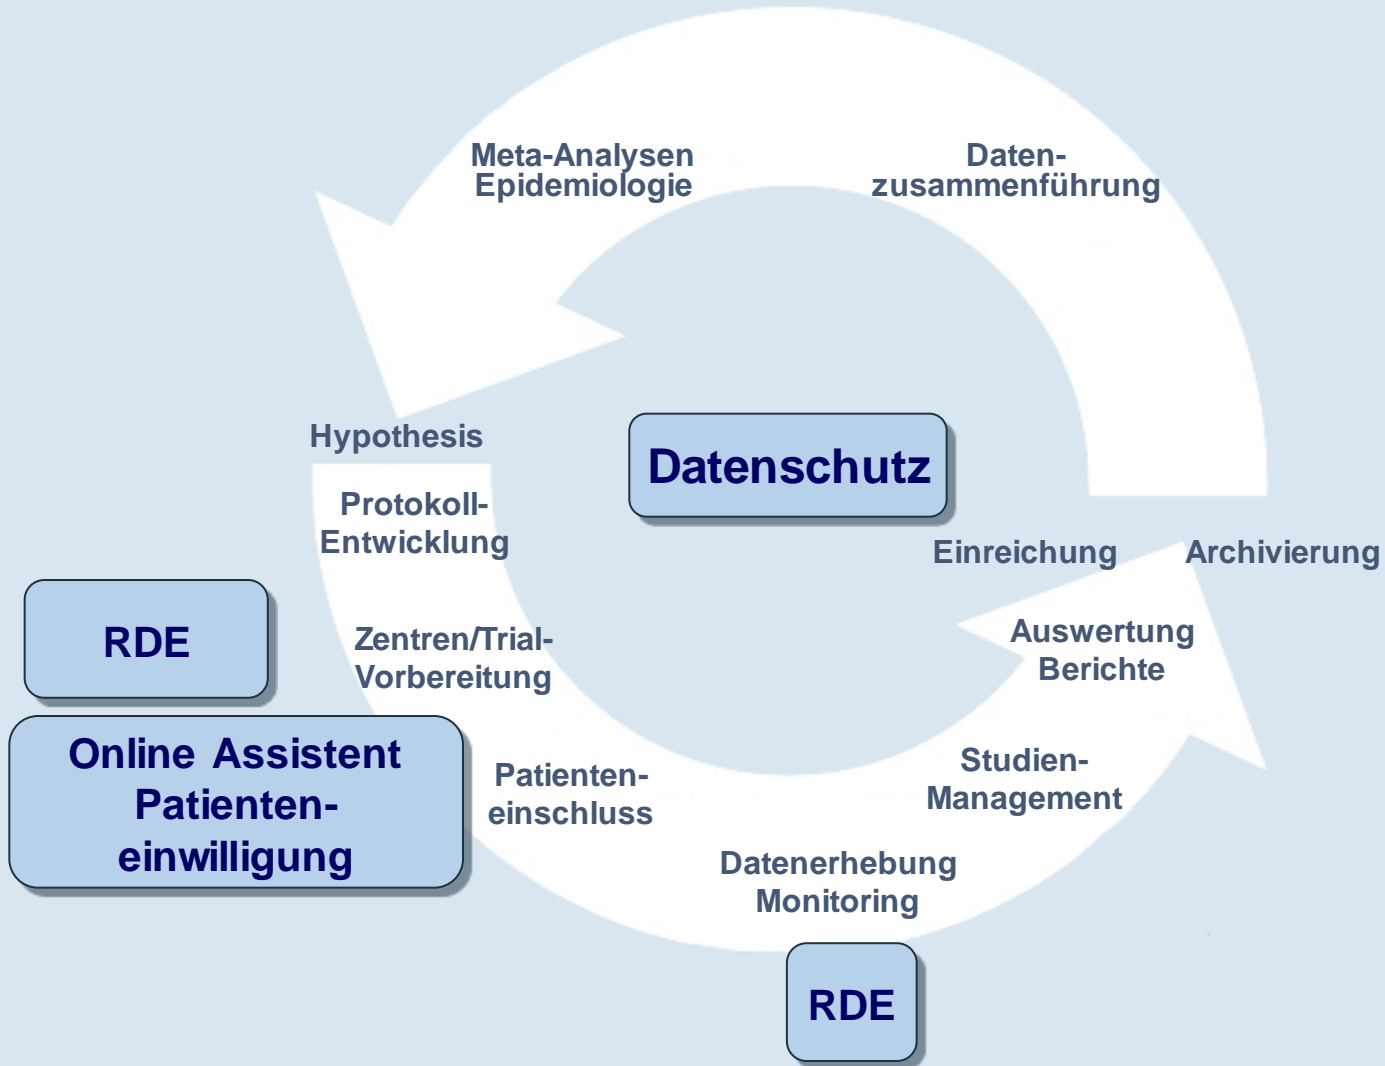 Meta-Analysen
Epidemiologie
Daten-
zusammenführung
Hypothesis
Datenschutz
Protokoll-
Entwicklung
Einreichung
Archivierung
RDE
Zentren/Trial-
Vorbereitung
Auswertung
Berichte
Online Assistent
Patienten-
einwilligung
Patienten-
einschluss
Studien-
Management
Datenerhebung
Monitoring
RDE